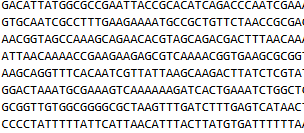 GACATTATGGCGCCGAATTACCGCACATCAGACCCAATCGAA
GTGCAATCGCCTTTGAAGAAAATGCCGCTGTTCTAACCGCGA
AACGGTAGCCAAAGCAGAACACGTAGCAGACGACTTTAACAA
ATTAACAAAACCGAAGAAGAGCGTCAAAACGGTGAAGCGCGG
AAGCAGGTTTCACAATCGTTATTAAGCAAGACTTATCTCGTA
GGACTAAATGCGAAAGTCAAAAAAGATCACTGAAATCTGGCT
GCGGTTGTGGCGGGGCGCTAAGTTTGATCTTTGAGTCATAAC
CCCCTATTTTTATTCATTAACATTTACTTATGTGATTTTTTA